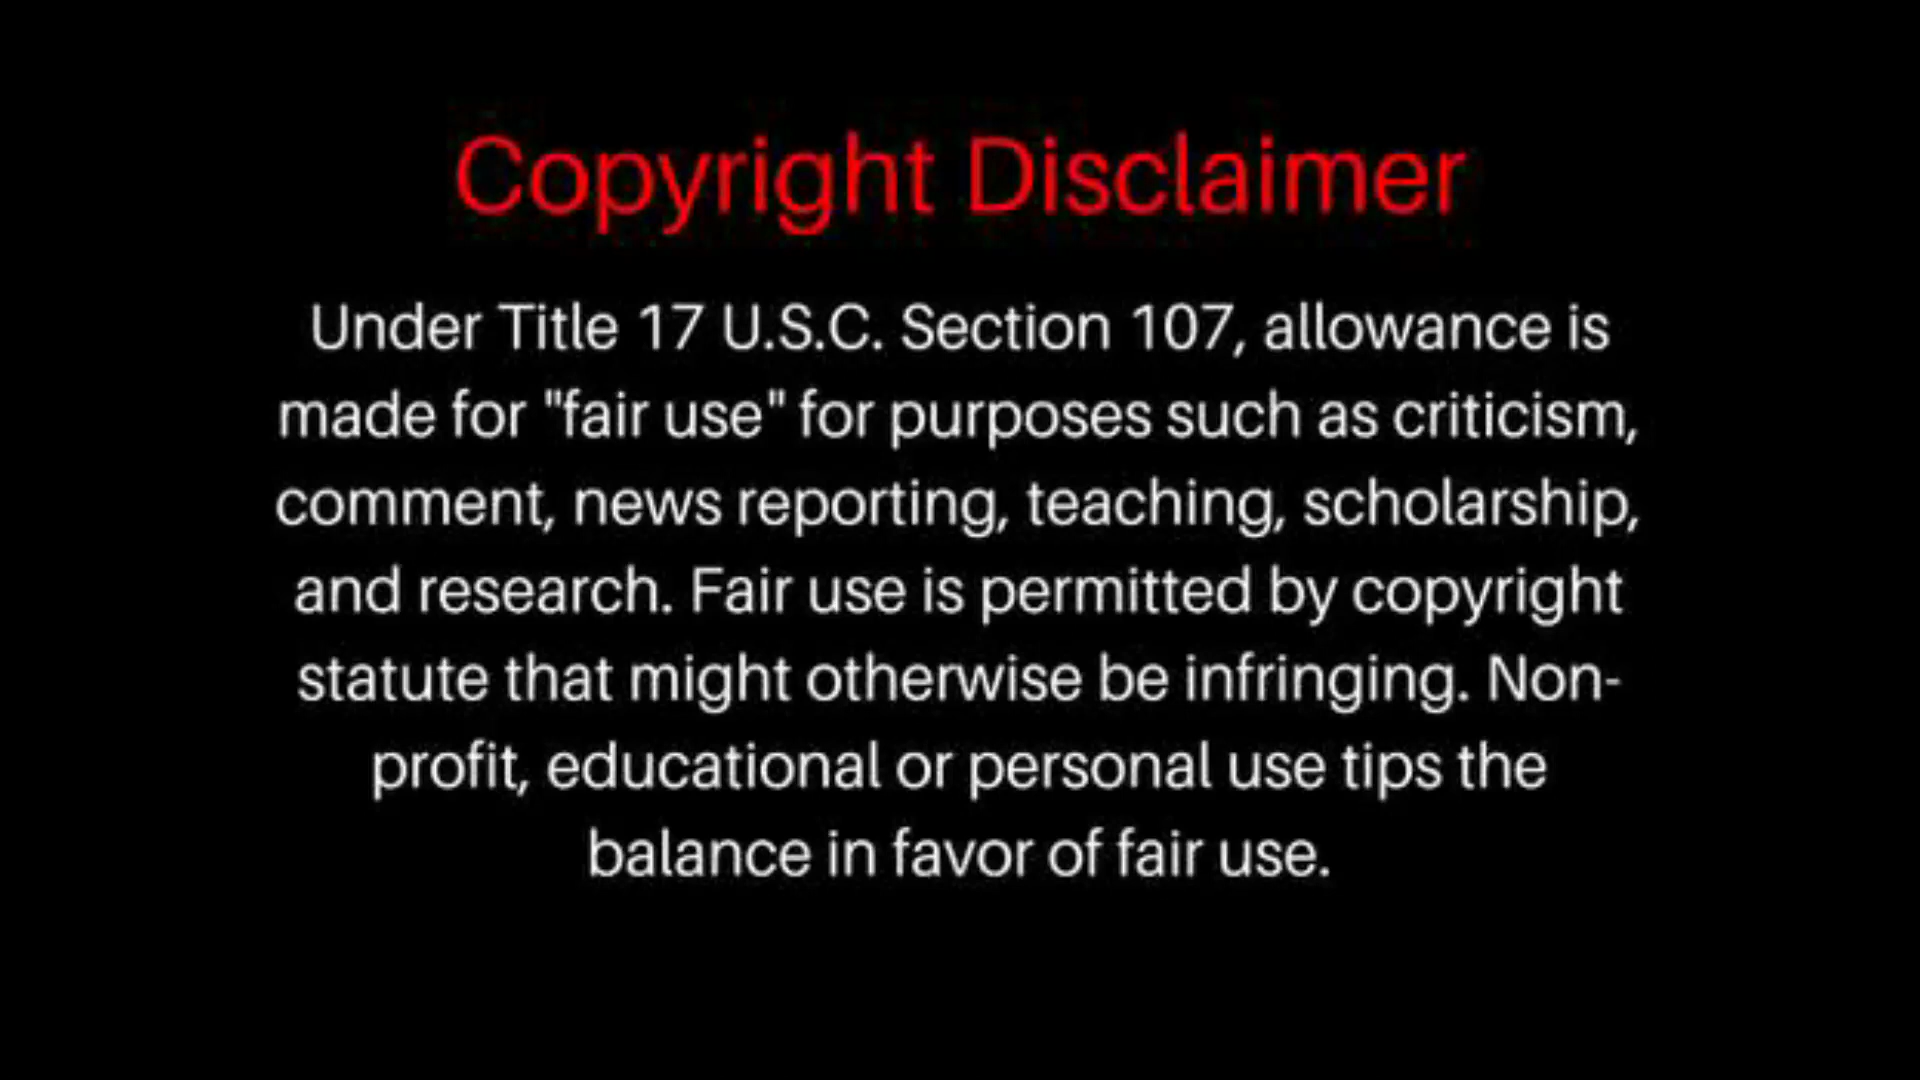 Copyright Disclaimer
Under Title 17 U.S.C. Section 107, allowance is
made for "fair use" for purposes such as criticism,
comment, news reporting, teaching, scholarship,
and research. Fair use is permitted by copyright
statute that might otherwise be infringing. Non-
profit, educational or personal use tips the
balance in favor of fair use.